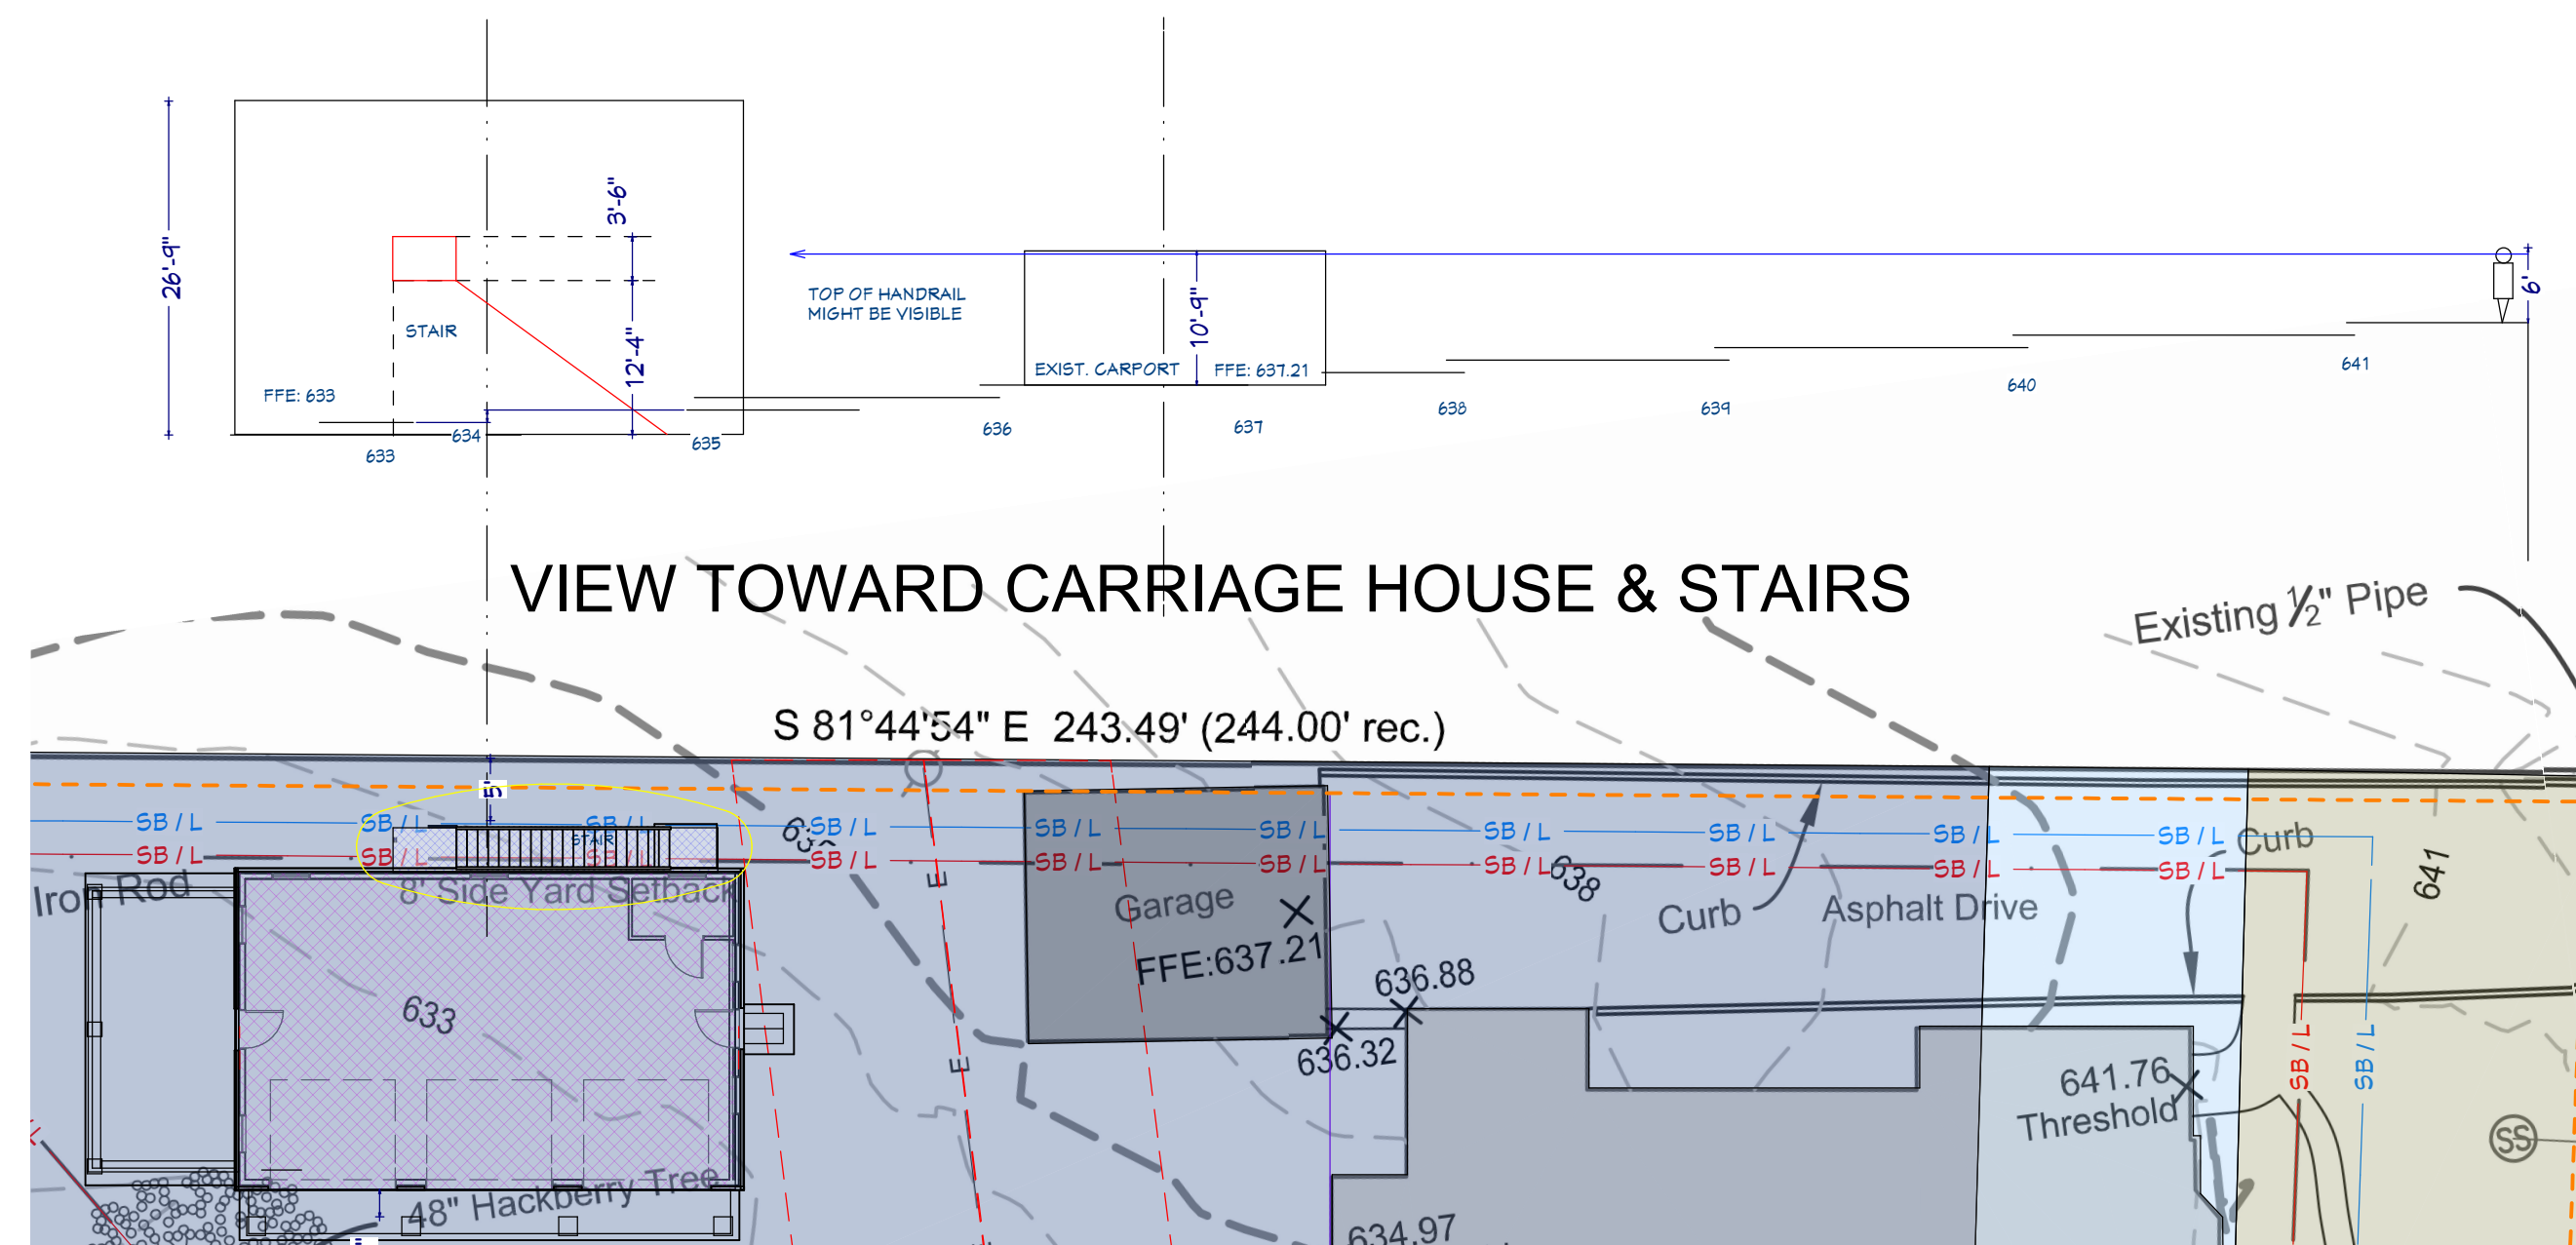 3'-6"
26'-9"
TOP OF HANDRAIL
MIGHT BE VISIBLE
10'-9"
6'
STAIR
12'-4"
FFE: 633
EXIST. CARPORT
FFE: 637.21
641
640
639
638
637
636
635
634
633
VIEW TOWARD CARRIAGE HOUSE & STAIRS
Existing ½" Pipe
S 81°44'54" E 243.49' (244.00' rec.)
5'
SB / L SB / L SB / L SB / L SB / L SB / L SB / L SB / L SB / L SB / L
STAIR
SB / L SB / L SB / L SB / L SB / L SB / L SB / L SB / L SB / L SB / L
Curb
641
Iron Rod
8' Side Yard Setback
E
Garage
638
Curb
Asphalt Drive
FFE:637.21
633
636.88
636.32
E
SB / L
SB / L
641.76
Threshold
SS
48" Hackberry Tree
634.97